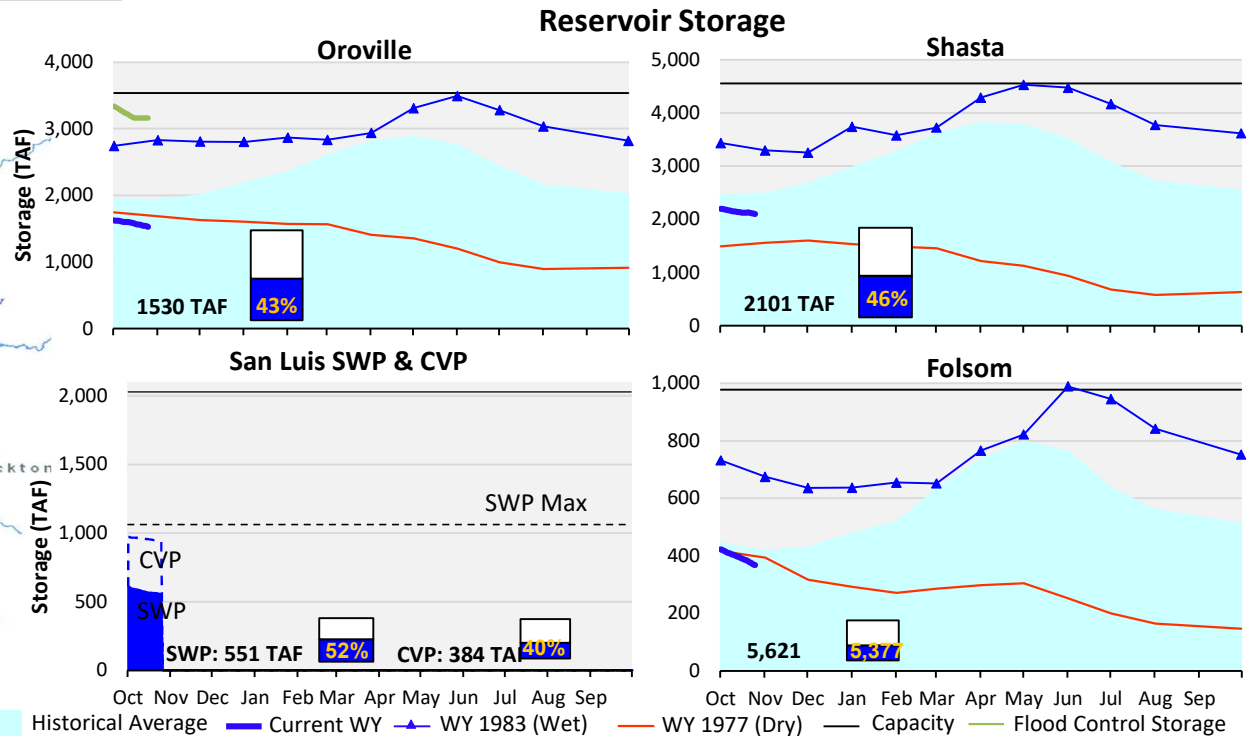 Reservoir Storage
Oroville
Storage (TAF)
4,000
3,000
2,000
1,000
0
1530 TAF
43%
Shasta
5,000
4,000
3,000
2,000
1,000
0
2101 TAF
46%
San Luis SWP & CVP
Storage (TAF)
2,000
1,500
1,000
500
0
SWP Max
CVP
SWP
SWP: 551 TAF
52%
CVP: 384 TAF
40%
Oct Nov Dec Jan Feb Mar Apr May Jun Jul Aug Sep
Folsom
1,000
800
600
400
200
0
5,621
5,377
Oct Nov Dec Jan Feb Mar Apr May Jun Jul Aug Sep
Historical Average Current WY WY 1983 (Wet) WY 1977 (Dry) Capacity Flood Control Storage
ckton